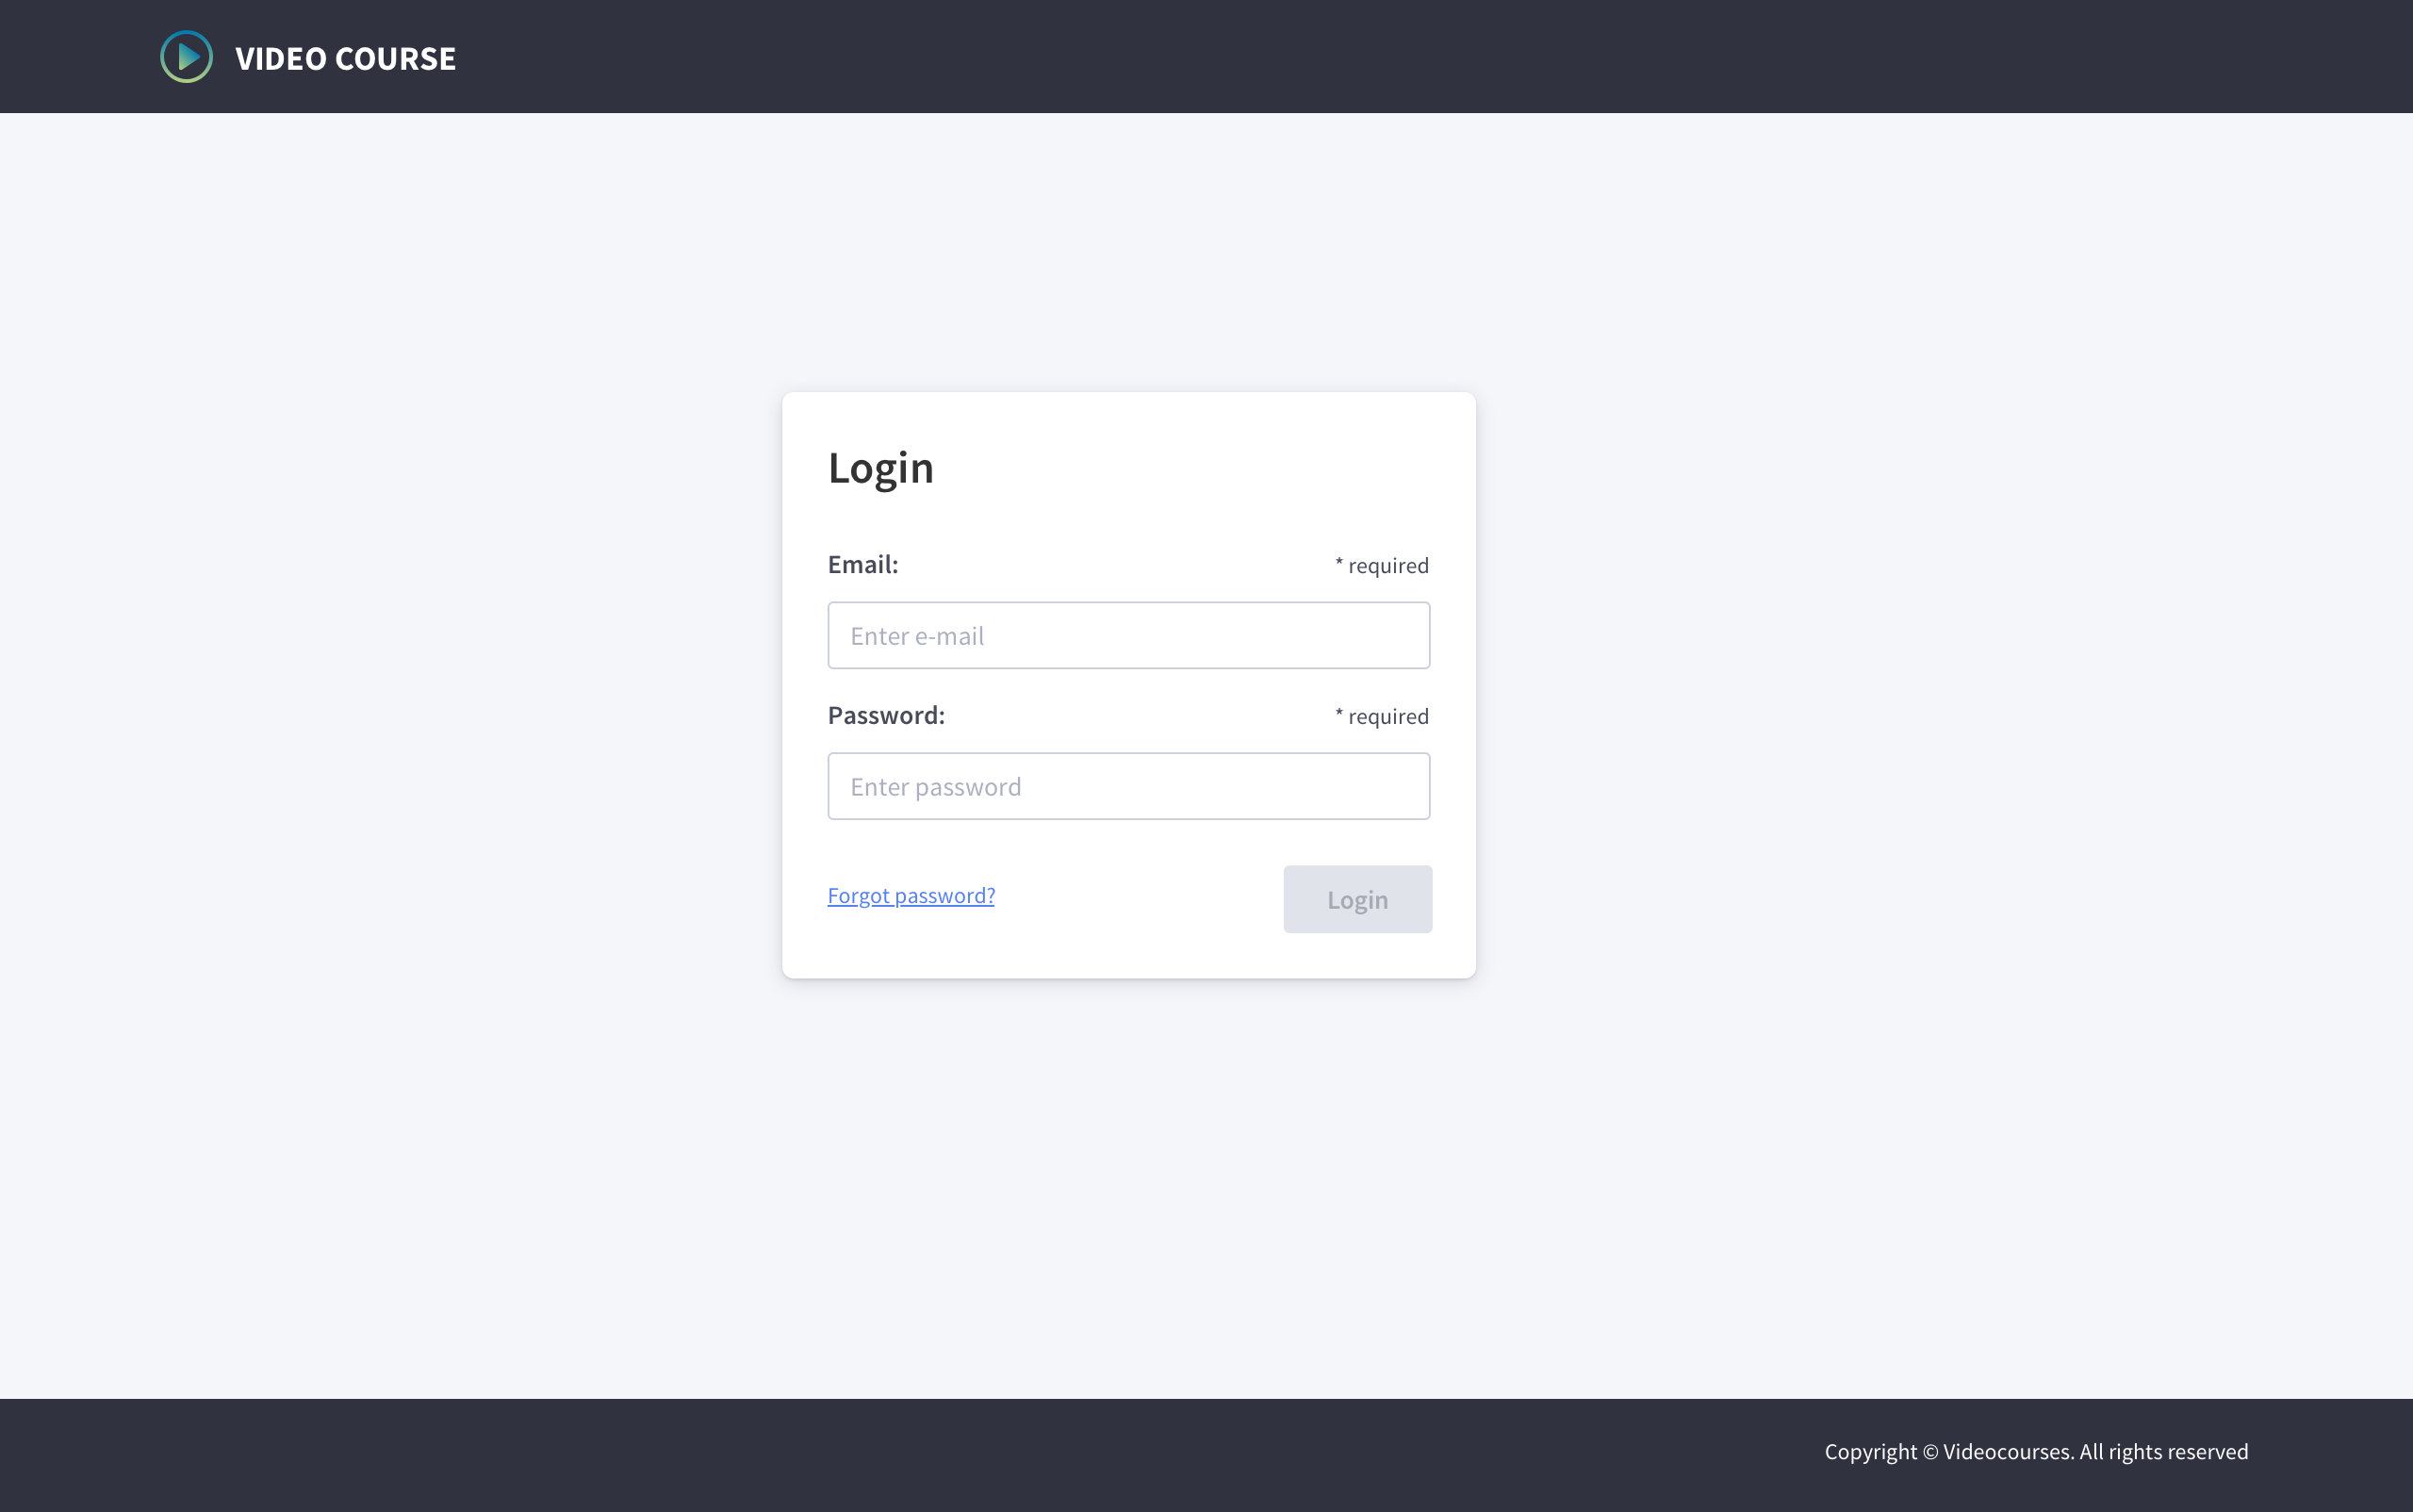 VIDEO COURSE
Login
Email:
* required
Enter e-mail
Password:
* required
Enter password
Forgot password?
Login
Copyright © Videocourses. All rights reserved